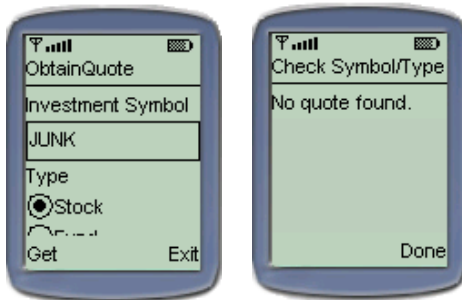 ObtainQuote
Investment Symbol
JUNK
Type
Stock
Get Exit
Check Symbol/Type
No quote found.
Done